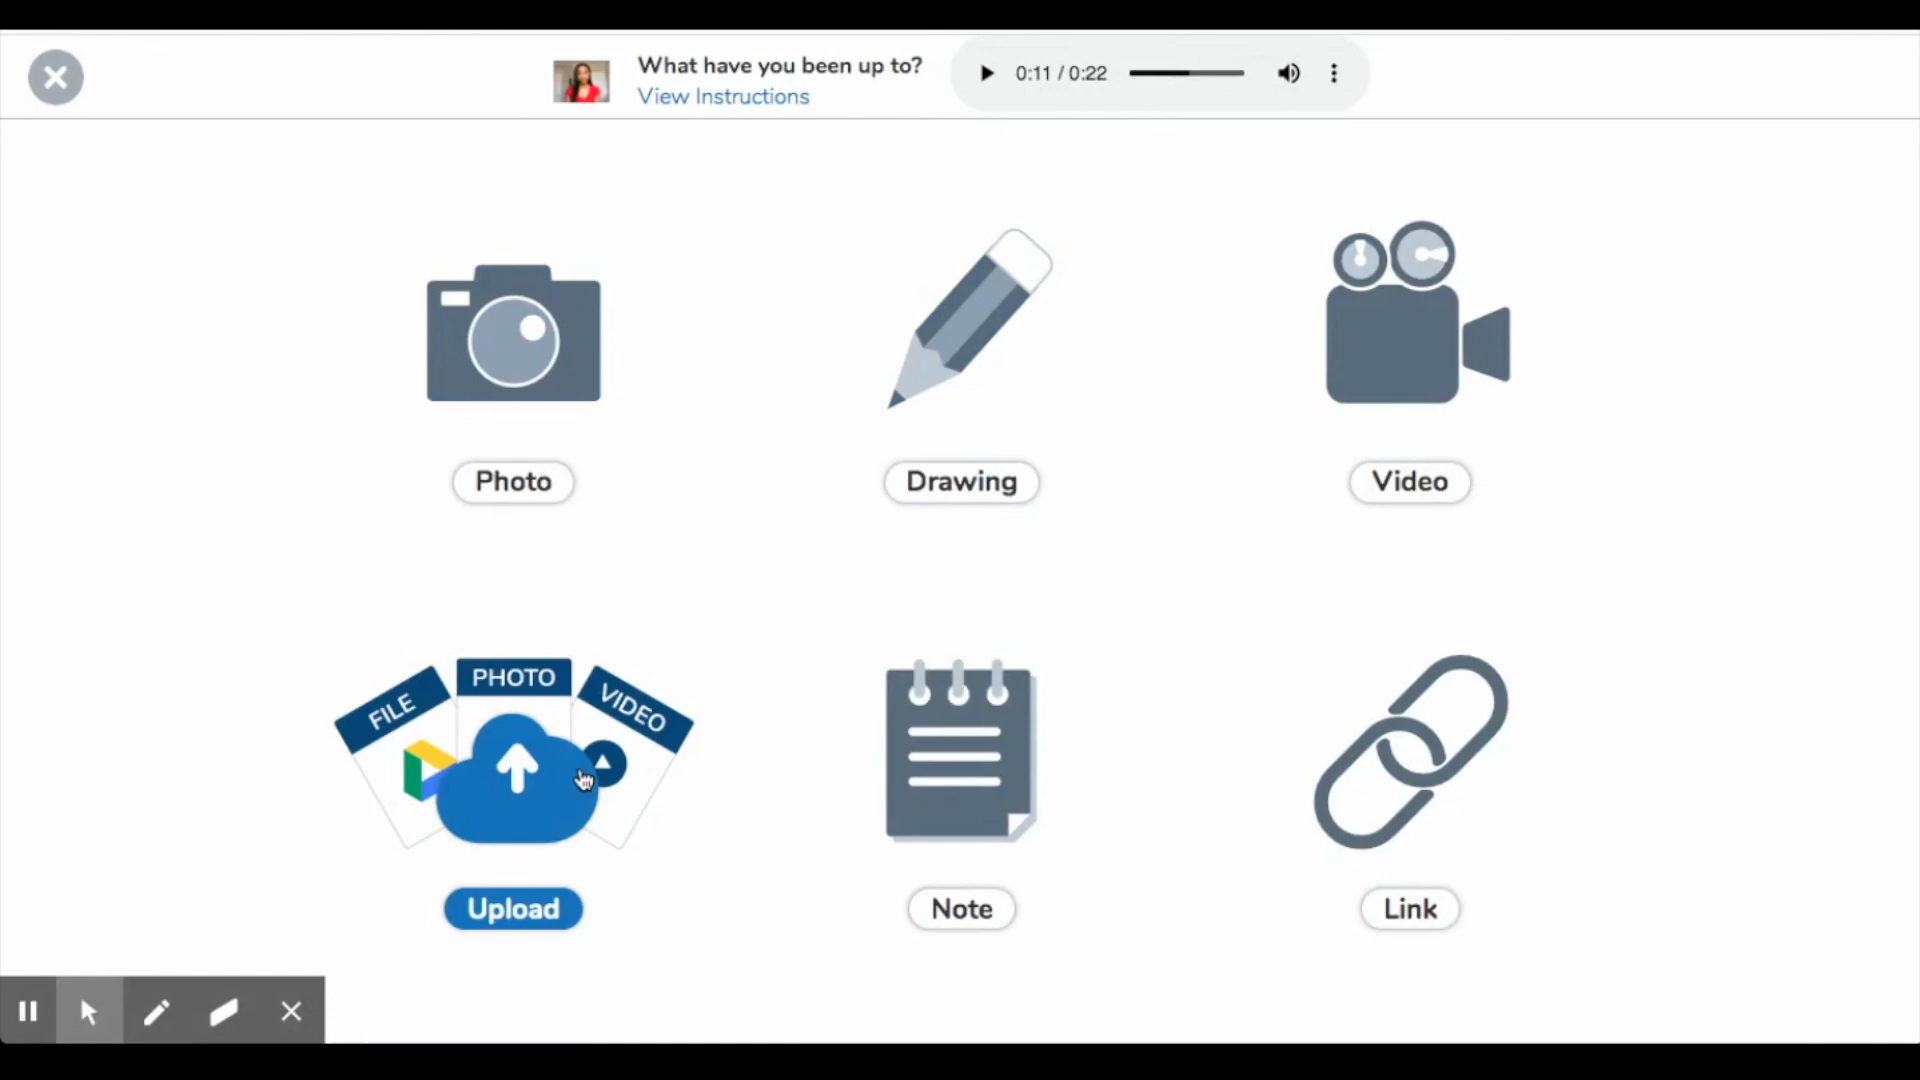 What have you been up to?
View Instructions
0:11 / 0:22
Photo
Drawing
Video
FILE
PHOTO
VIDEO
Upload
Note
Link